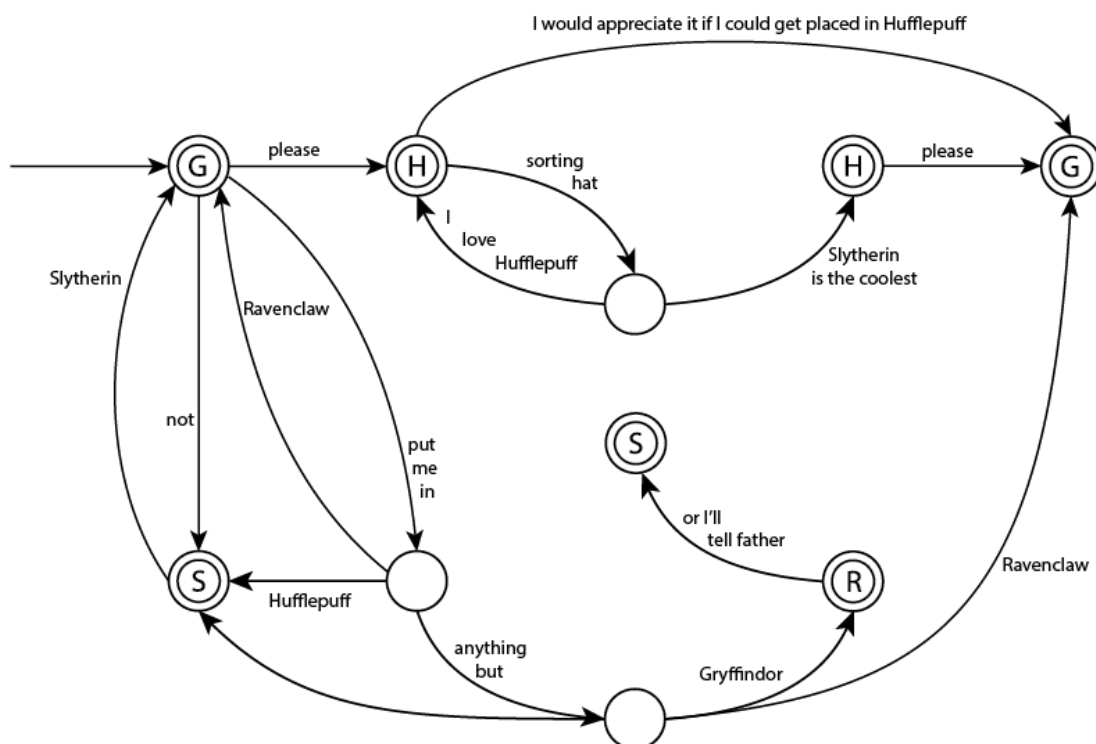 I would appreciate it if I could get placed in Hufflepuff
G
please
H
sorting
hat
H
please
G
I
love
Hufflepuff
Slytherin
is the coolest
Slytherin
Ravenclaw
not
put
me
in
S
or I'll
tell father
S
Hufflepuff
R
Ravenclaw
anything
but
Gryffindor